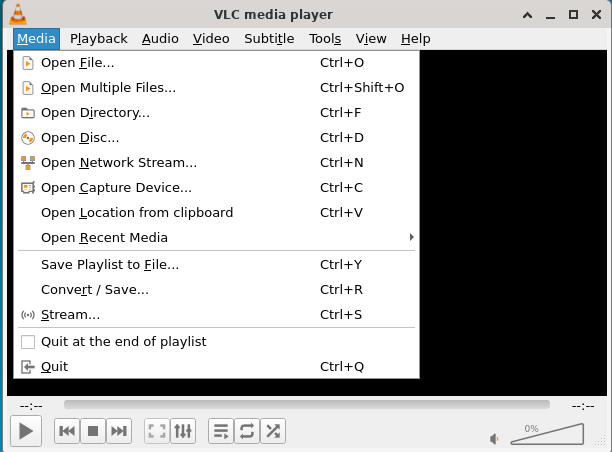 VLC media player
Media Playback Audio Video Subtitle Tools View Help
Open File... Ctrl+O
Open Multiple Files... Ctrl+Shift+O
Open Directory... Ctrl+F
Open Disc... Ctrl+D
Open Network Stream... Ctrl+N
Open Capture Device... Ctrl+C
Open Location from clipboard Ctrl+V
Open Recent Media
Save Playlist to File... Ctrl+Y
Convert / Save... Ctrl+R
Stream... Ctrl+S
Quit at the end of playlist
Quit Ctrl+Q
--:-- --:--
0%